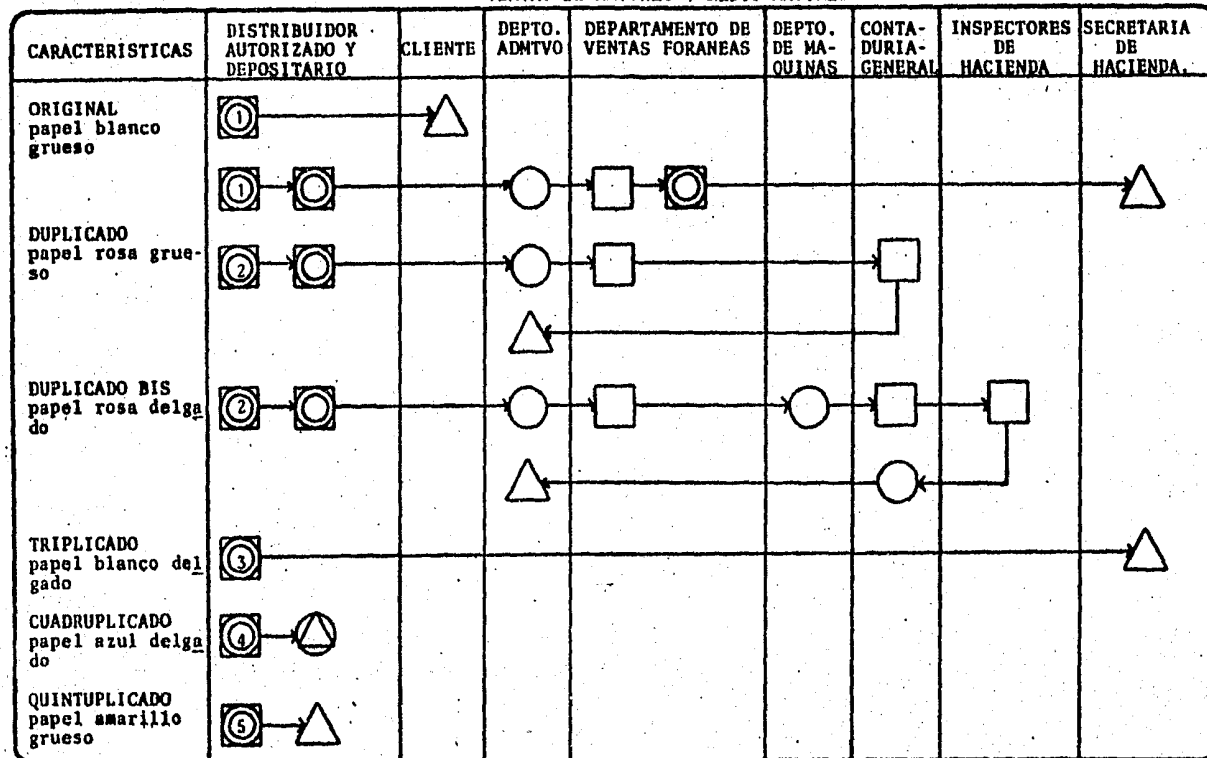 CARACTERISTICAS
DISTRIBUIDOR
AUTORIZADO Y
DEPOSITARIO
CLIENTE
DEPTO.
ADMTVO
DEPARTAMENTO DE
VENTAS FORANEAS
DEPTO.
DE MA-
QUINAS
CONTA-
DURIA-
GENERAL
INSPECTORES
DE
HACIENDA
SECRETARIA
DE
HACIENDA.
ORIGINAL
papel blanco
grueso
1
1
DUPLICADO
papel rosa grue-
so
2
DUPLICADO BIS
papel rosa delga
do
2
TRIPLICADO
papel blanco del
gado
3
CUADRUPLICADO
papel azul delga
do
4
QUINTUPLICADO
papel amarillo
grueso
5